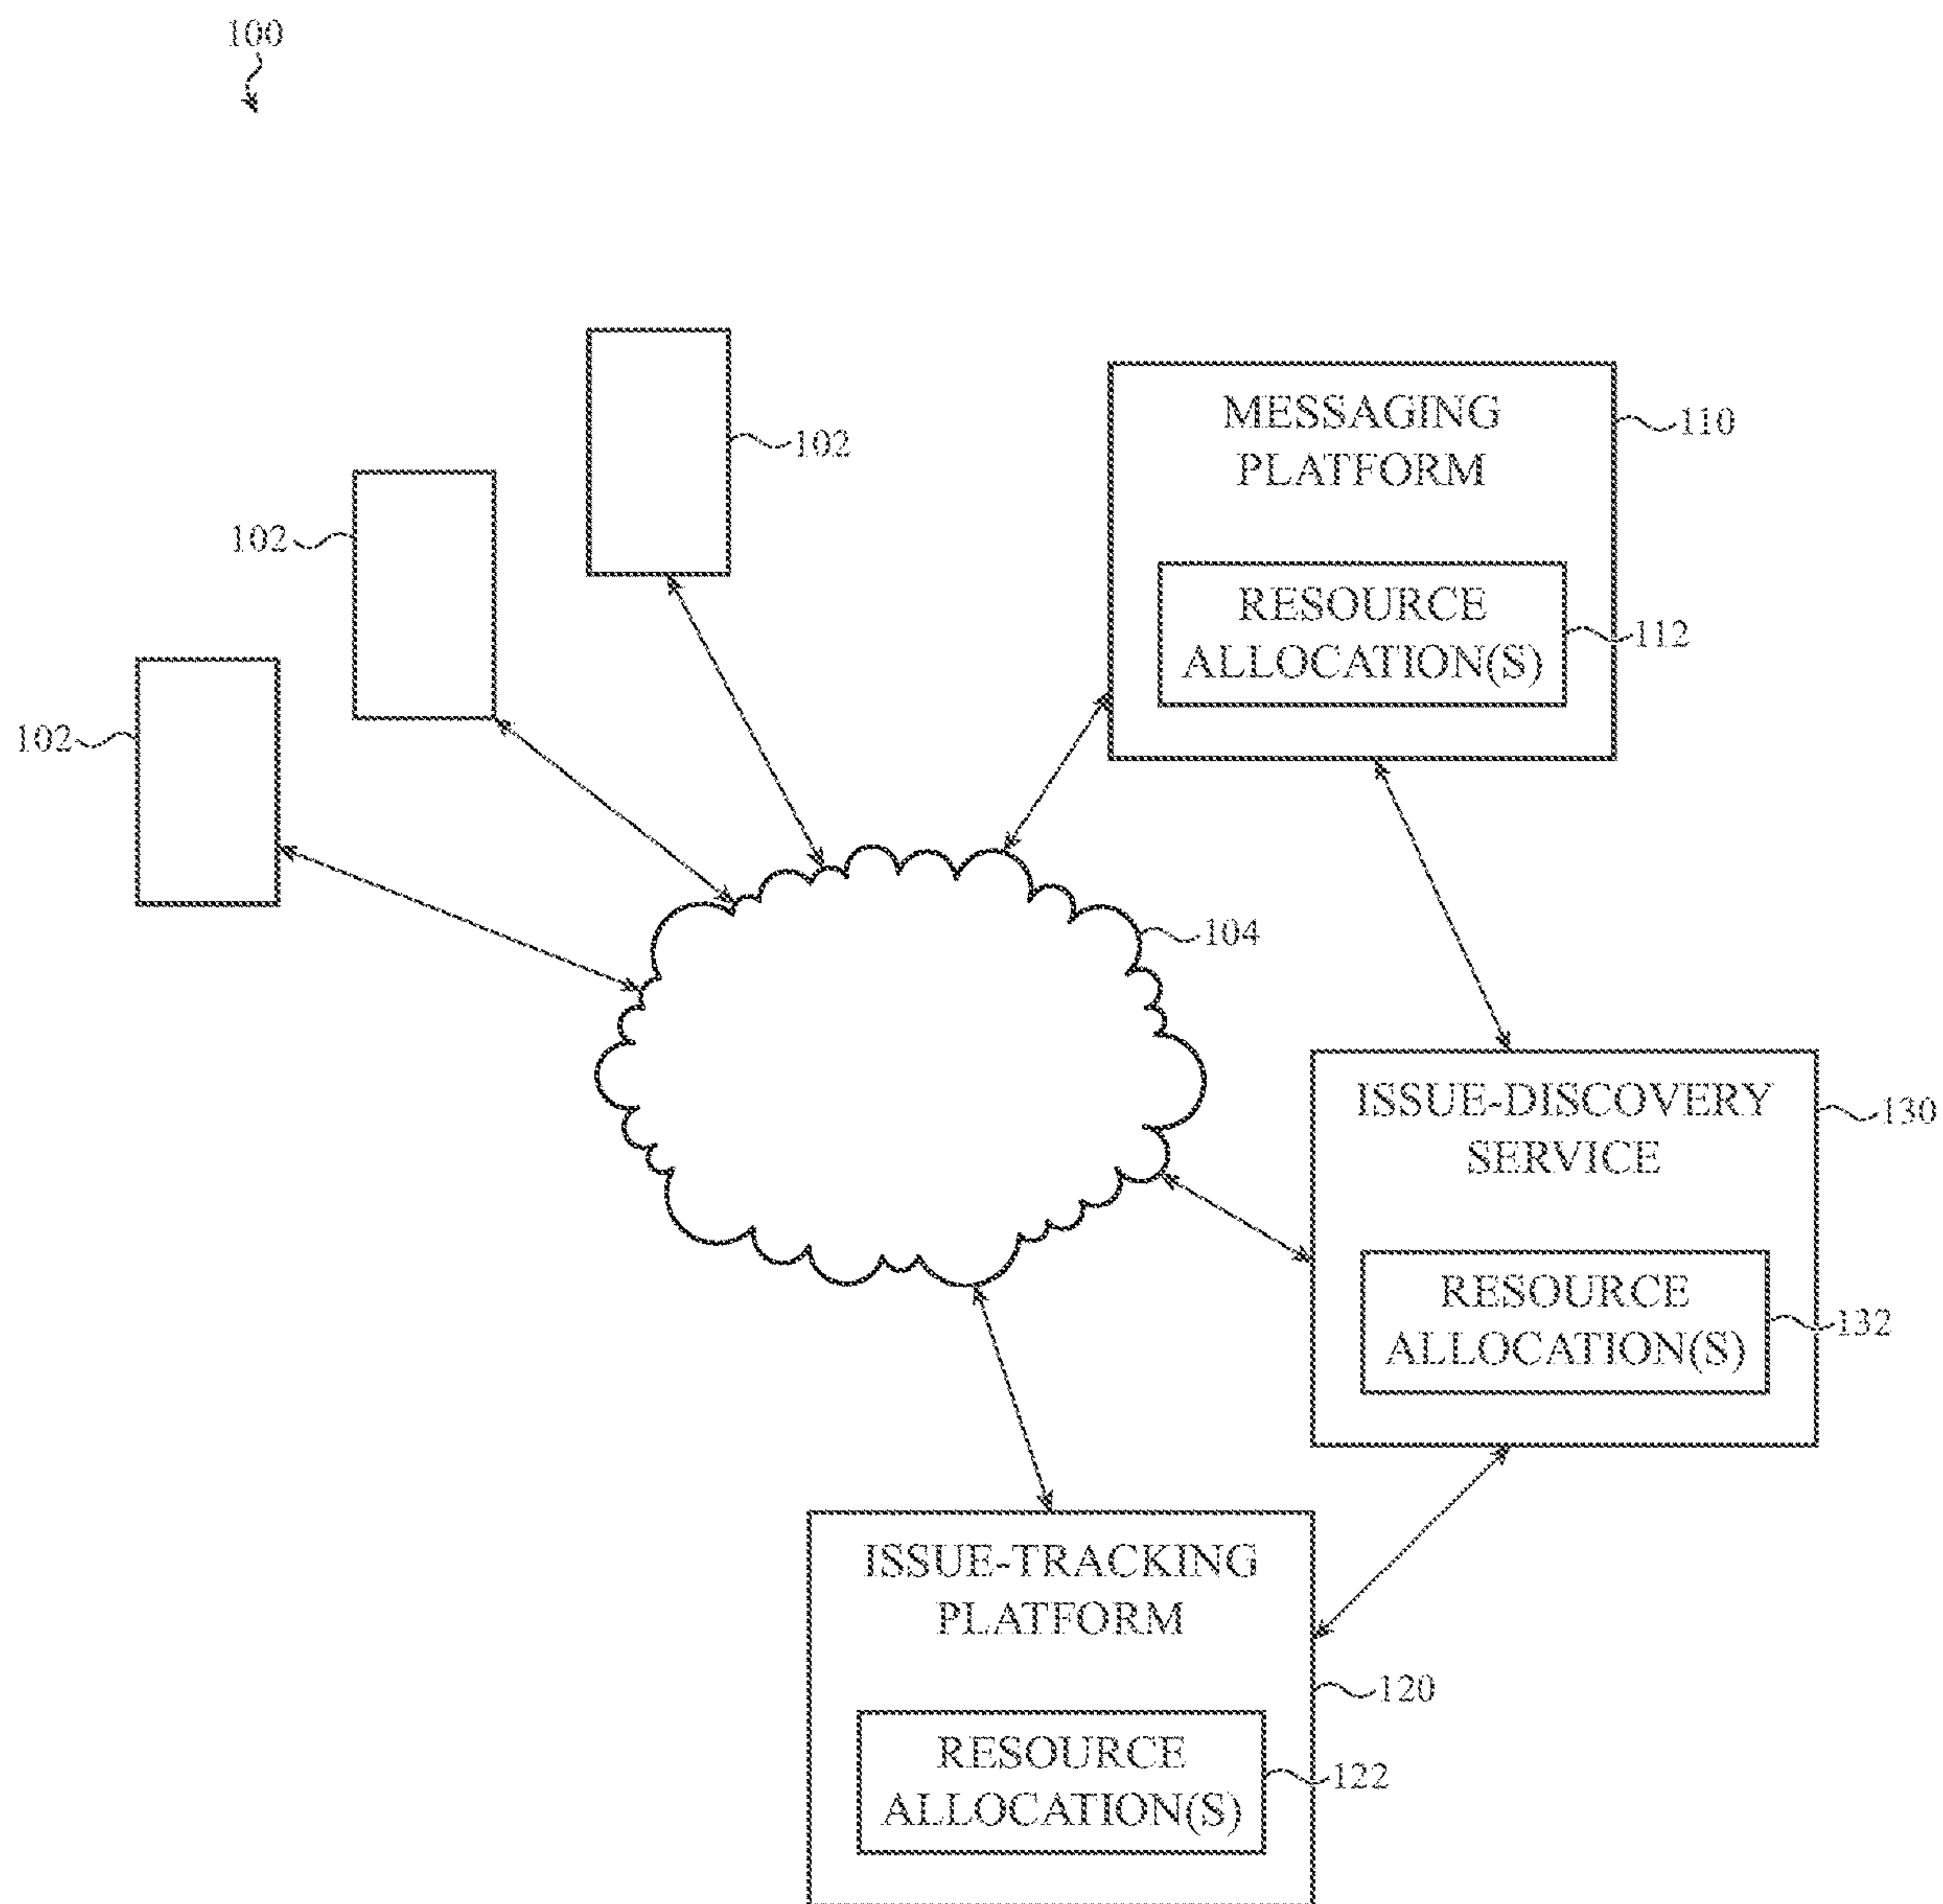 100
102
MESSAGING
PLATFORM
110
RESOURCE
ALLOCATION(S)
112
102
102
104
ISSUE-DISCOVERY
SERVICE
130
RESOURCE
ALLOCATION(S)
132
ISSUE-TRACKING
PLATFORM
120
RESOURCE
ALLOCATION(S)
122